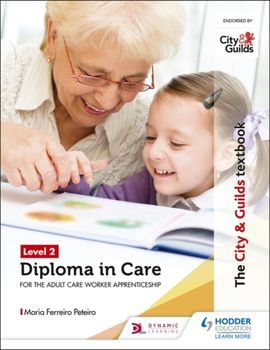 ENDORSED BY
City&
Guilds
The City & Guilds textbook
Level 2
Diploma in Care
FOR THE ADULT CARE WORKER APPRENTICESHIP
Maria Ferreiro Peteiro
DYNAMIC
LEARNING
HODDER
EDUCATION
LEARN MORE